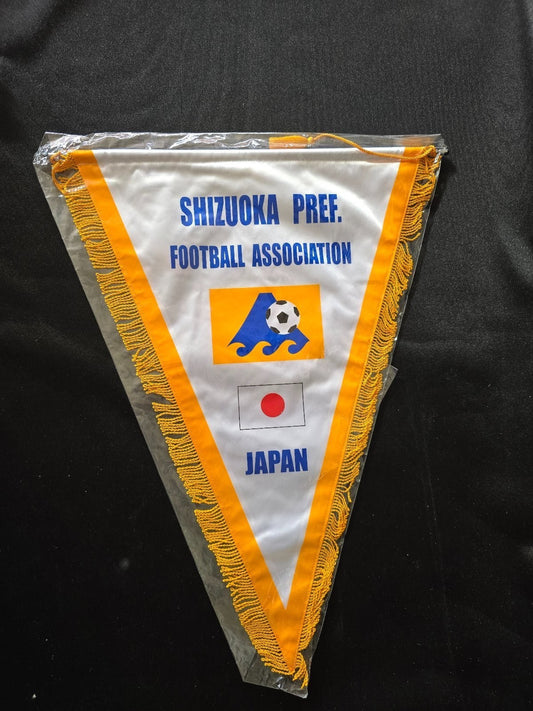 SHIZUOKA PREF.
FOOTBALL ASSOCIATION
JAPAN